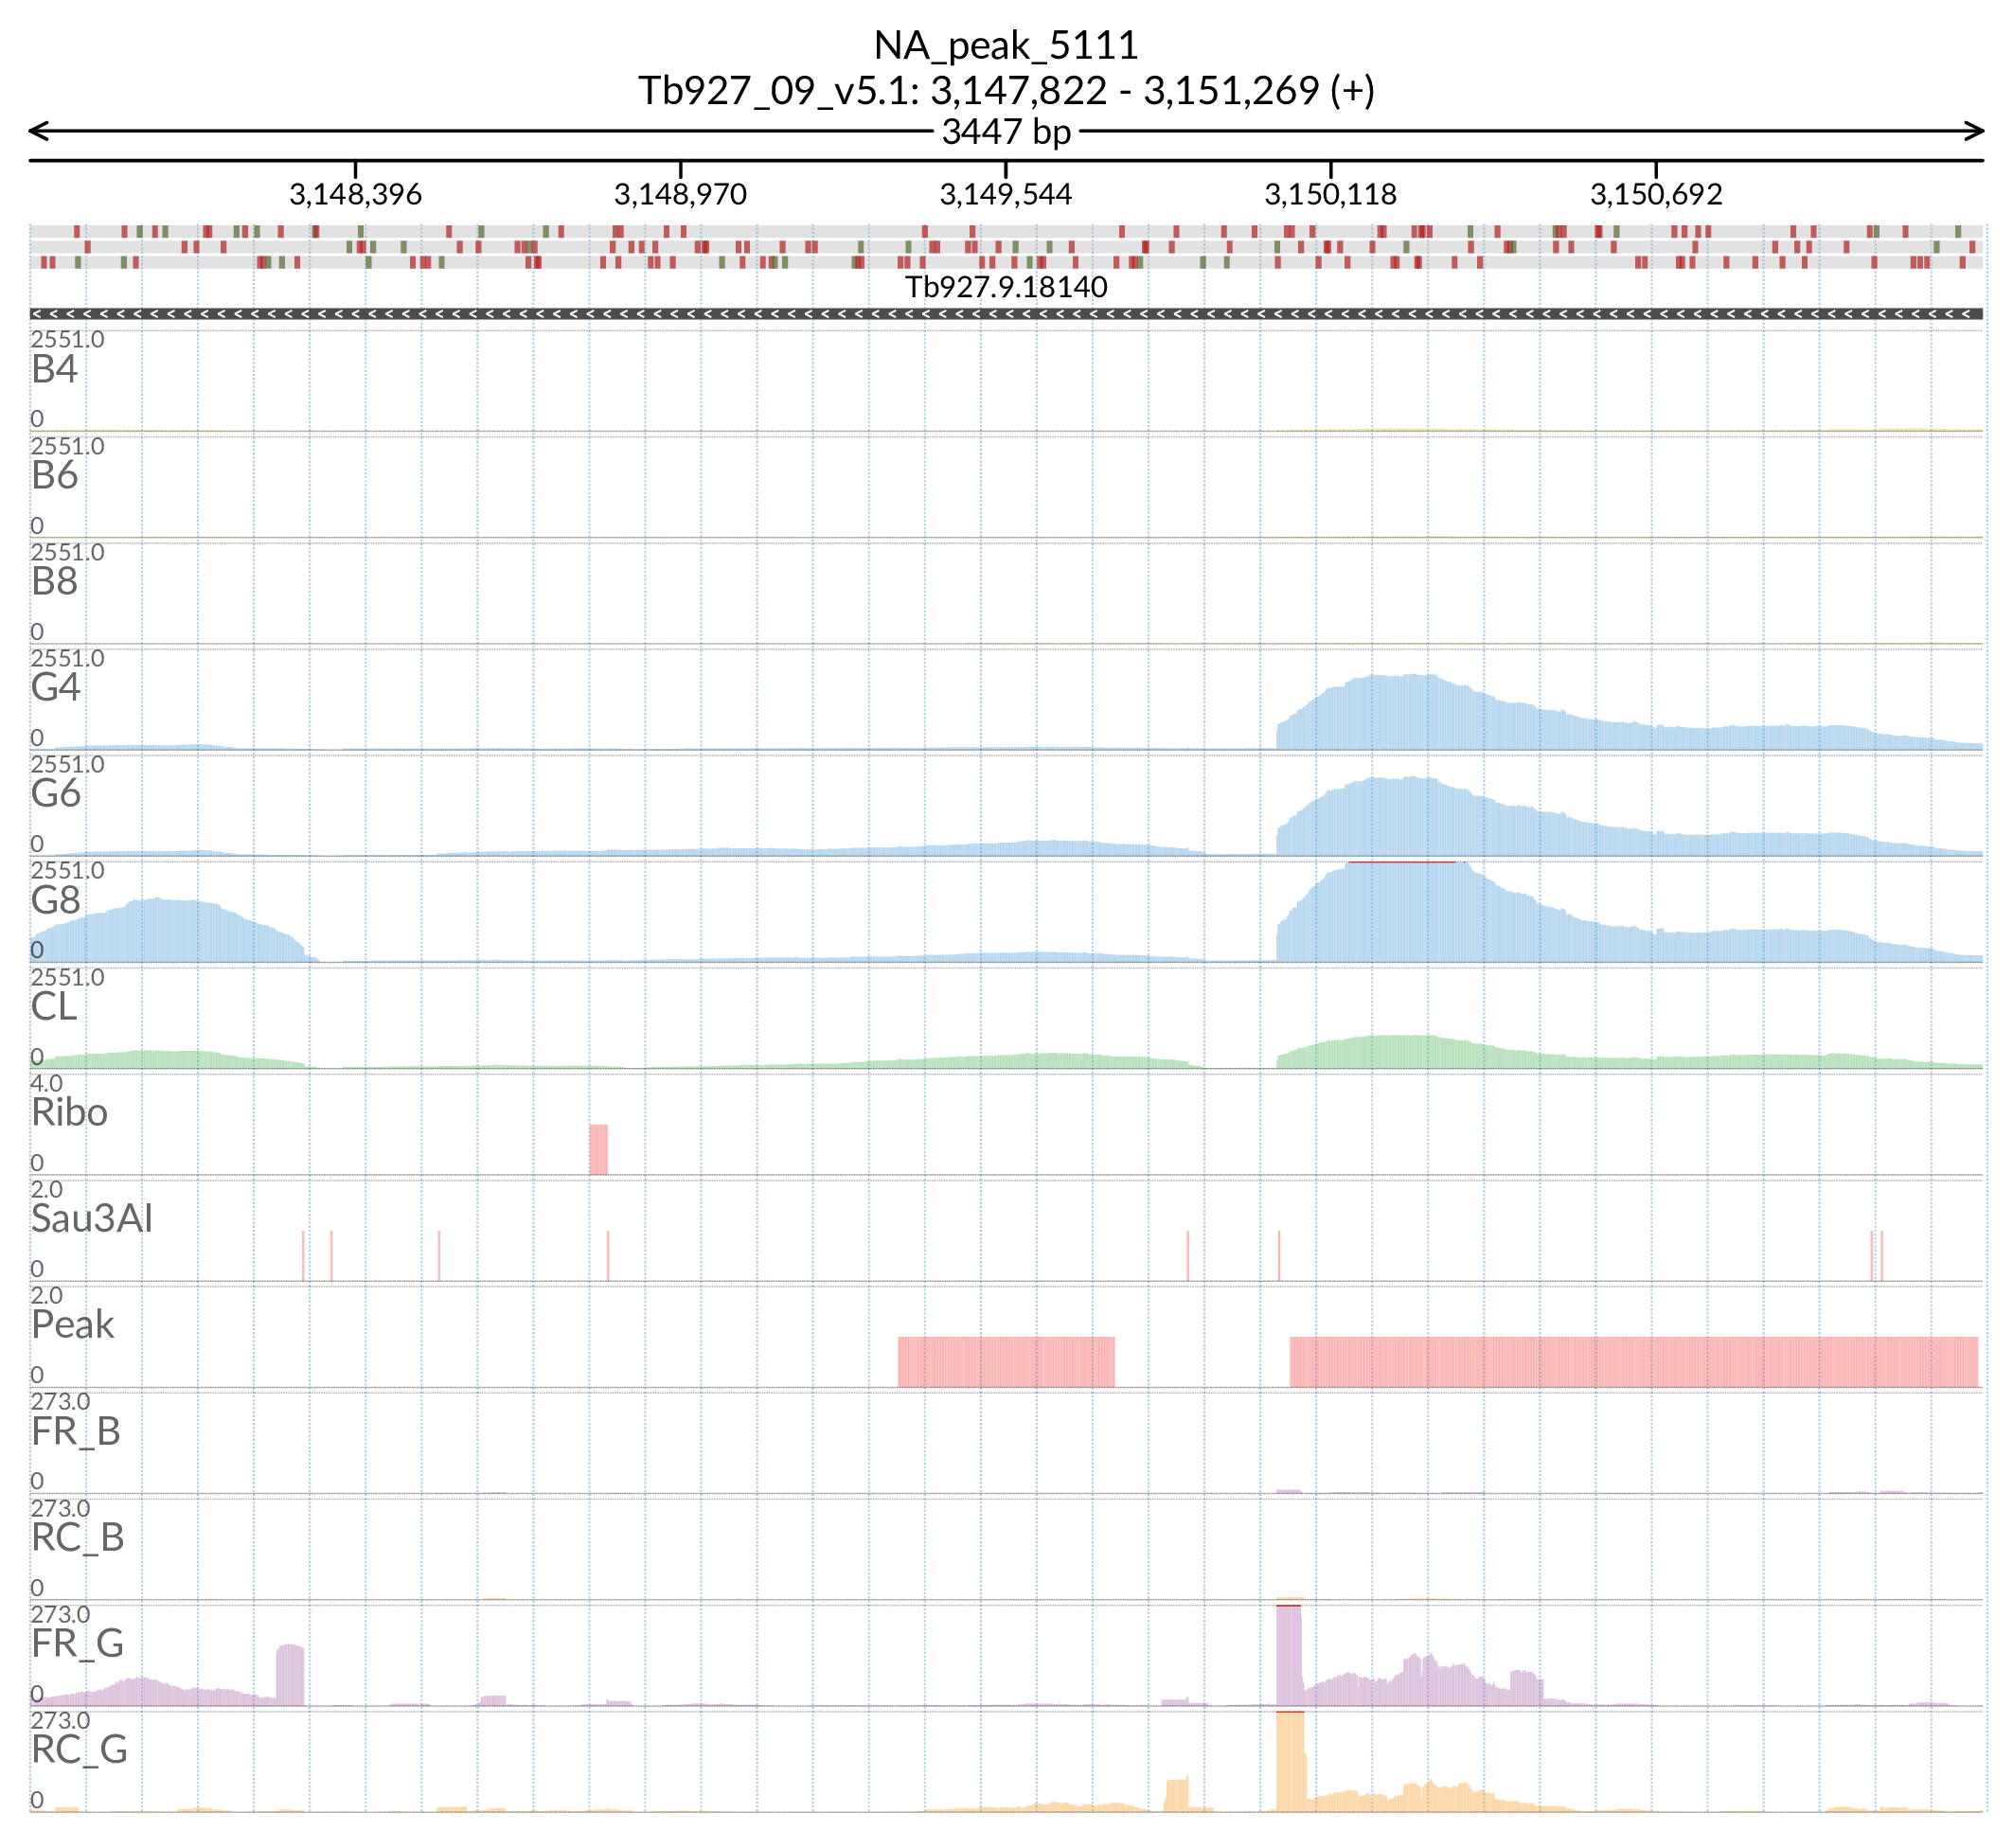 NA_peak_5111
Tb927_09_v5.1: 3,147,822 - 3,151,269 (+)
3447 bp
3,148,396 3,148,970 3,149,544 3,150,118 3,150,692
Tb927.9.18140
2551.0
B4
0
2551.0
B6
0
2551.0
B8
0
2551.0
G4
0
2551.0
G6
0
2551.0
G8
0
2551.0
CL
0
4.0
Ribo
0
2.0
Sau3AI
0
2.0
Peak
0
273.0
FR_B
0
273.0
RC_B
0
273.0
FR_G
0
273.0
RC_G
0